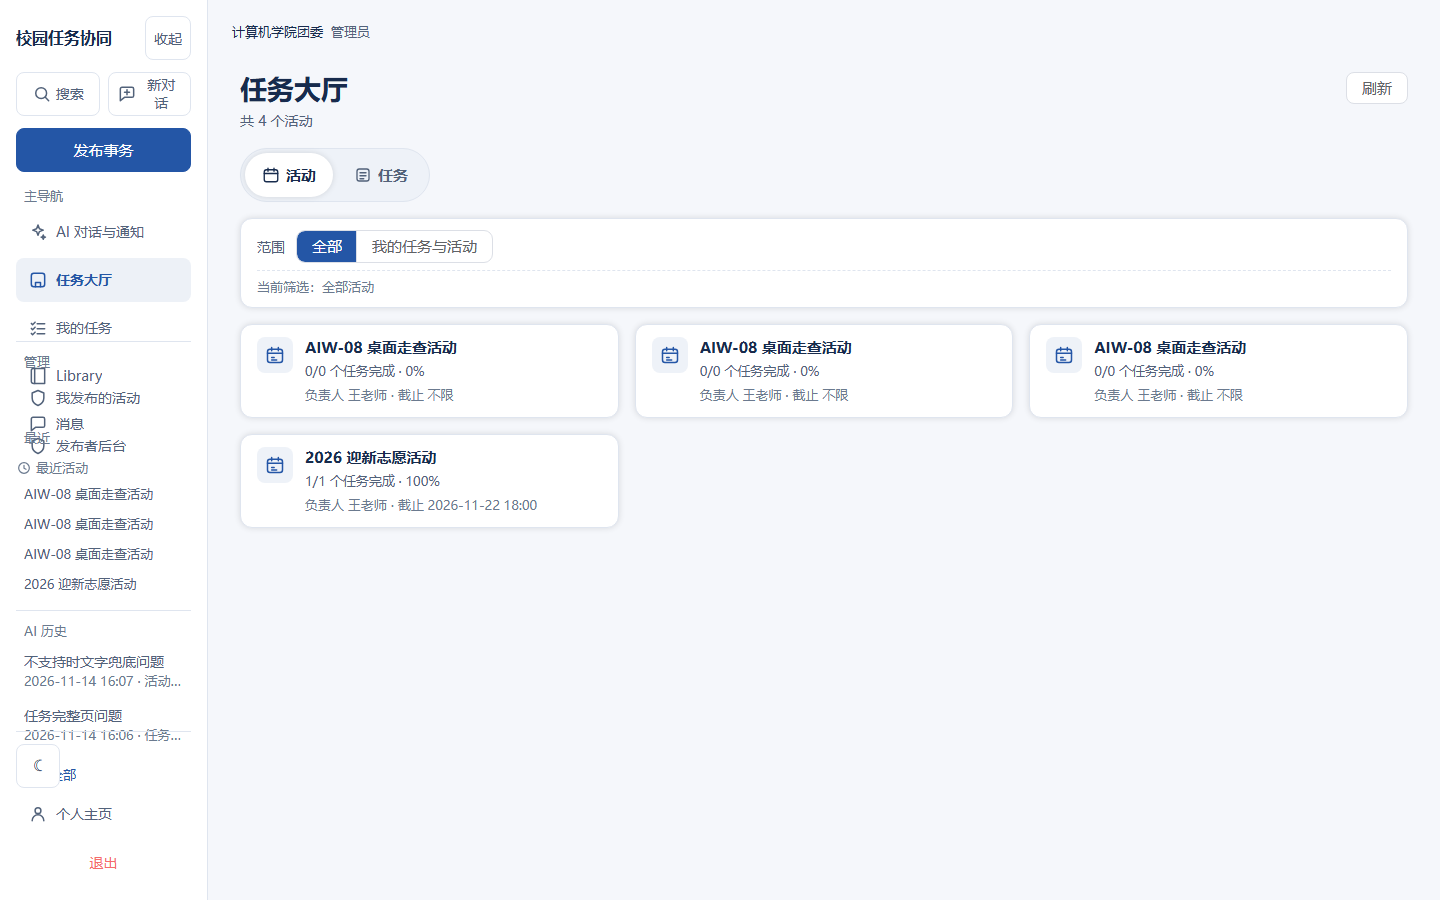 校园任务协同
收起
搜索
新对话
发布事务
主导航
AI 对话与通知
任务大厅
我的任务
管理
Library
我发布的活动
消息
最近
发布者后台
最近活动
AIW-08 桌面走查活动
AIW-08 桌面走查活动
AIW-08 桌面走查活动
2026 迎新志愿活动
AI 历史
不支持时文字兜底问题
2026-11-14 16:07 · 活动...
任务完整页问题
2026-11-14 16:06 · 任务...
全部
个人主页
退出
计算机学院团委 管理员
任务大厅
共 4 个活动
刷新
活动
任务
范围
全部
我的任务与活动
当前筛选：全部活动
AIW-08 桌面走查活动
0/0 个任务完成 · 0%
负责人 王老师 · 截止 不限
AIW-08 桌面走查活动
0/0 个任务完成 · 0%
负责人 王老师 · 截止 不限
AIW-08 桌面走查活动
0/0 个任务完成 · 0%
负责人 王老师 · 截止 不限
2026 迎新志愿活动
1/1 个任务完成 · 100%
负责人 王老师 · 截止 2026-11-22 18:00